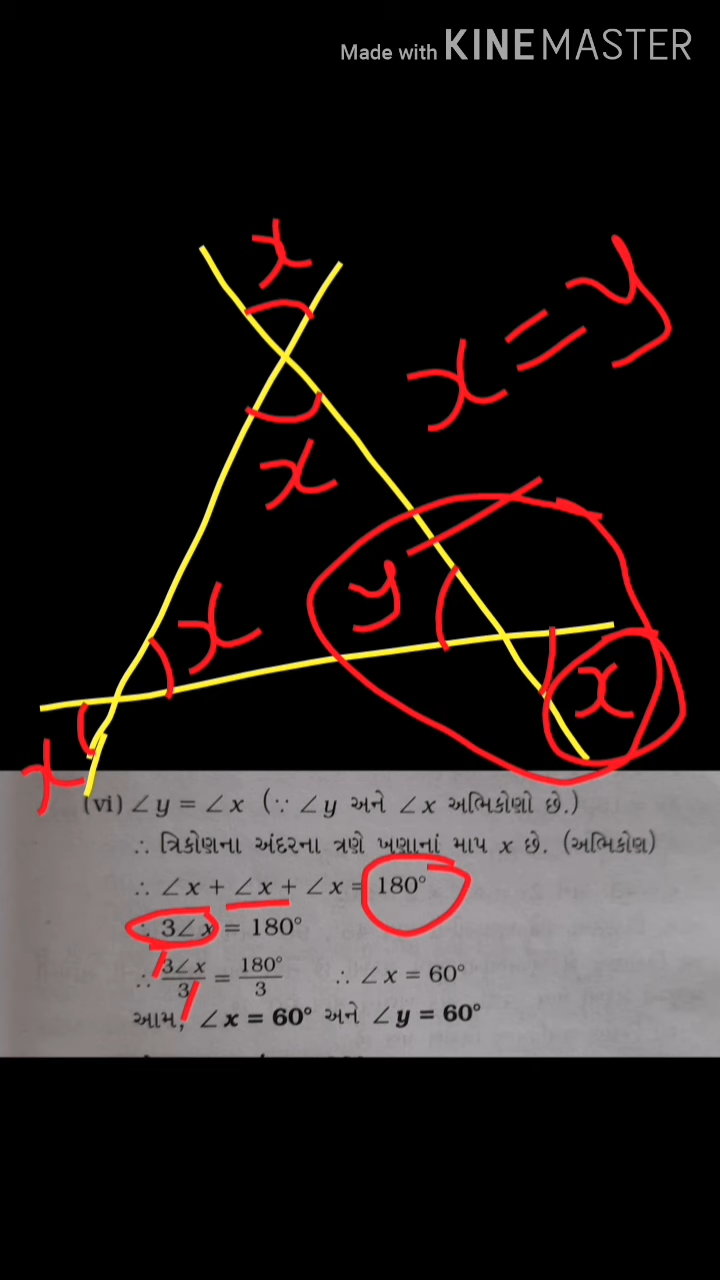 Made with KINEMASTER
x
x = y
x
y
x
x
x
(vi) ∠y = ∠x (∵ ∠y અને ∠x અભિકોણો છે.)
∴ ત્રિકોણના અંદરના ત્રણે ખૂણાનાં માપ x છે. (અભિકોણ)
∴ ∠x + ∠x + ∠x = 180°
∴ 3∠x = 180°
∴ 3∠x/3 = 180°/3 ∴ ∠x = 60°
આમ, ∠x = 60° અને ∠y = 60°